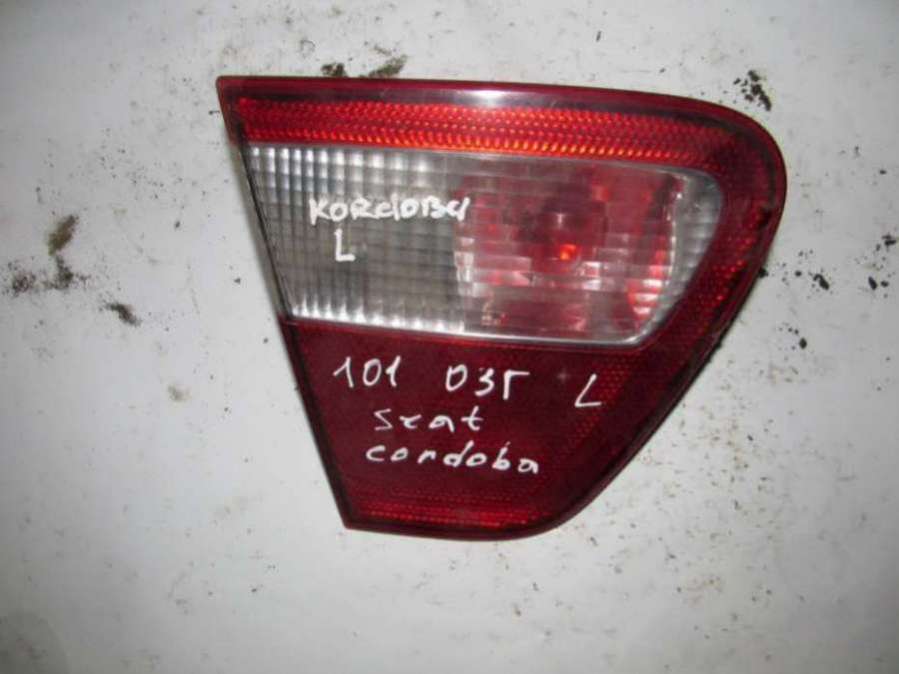 KORdOBa
L
101 03Г L
seat
cordoba